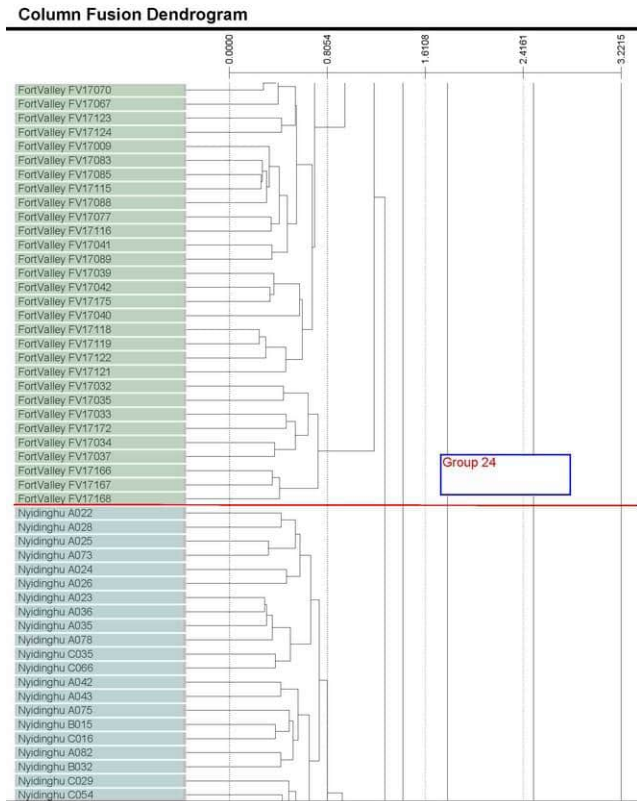 Column Fusion Dendrogram
0.0000 0.8054 1.6108 2.4161 3.2215
FortValley FV17070
FortValley FV17067
FortValley FV17123
FortValley FV17124
FortValley FV17009
FortValley FV17083
FortValley FV17085
FortValley FV17115
FortValley FV17088
FortValley FV17077
FortValley FV17116
FortValley FV17041
FortValley FV17089
FortValley FV17039
FortValley FV17042
FortValley FV17175
FortValley FV17040
FortValley FV17118
FortValley FV17119
FortValley FV17122
FortValley FV17121
FortValley FV17032
FortValley FV17035
FortValley FV17033
FortValley FV17172
FortValley FV17034
FortValley FV17037
Group 24
FortValley FV17166
FortValley FV17167
FortValley FV17168
Nyidinghu A022
Nyidinghu A028
Nyidinghu A025
Nyidinghu A073
Nyidinghu A024
Nyidinghu A026
Nyidinghu A023
Nyidinghu A036
Nyidinghu A035
Nyidinghu A078
Nyidinghu C035
Nyidinghu C066
Nyidinghu A042
Nyidinghu A043
Nyidinghu A075
Nyidinghu B015
Nyidinghu C016
Nyidinghu A082
Nyidinghu B032
Nyidinghu C029
Nyidinghu C054